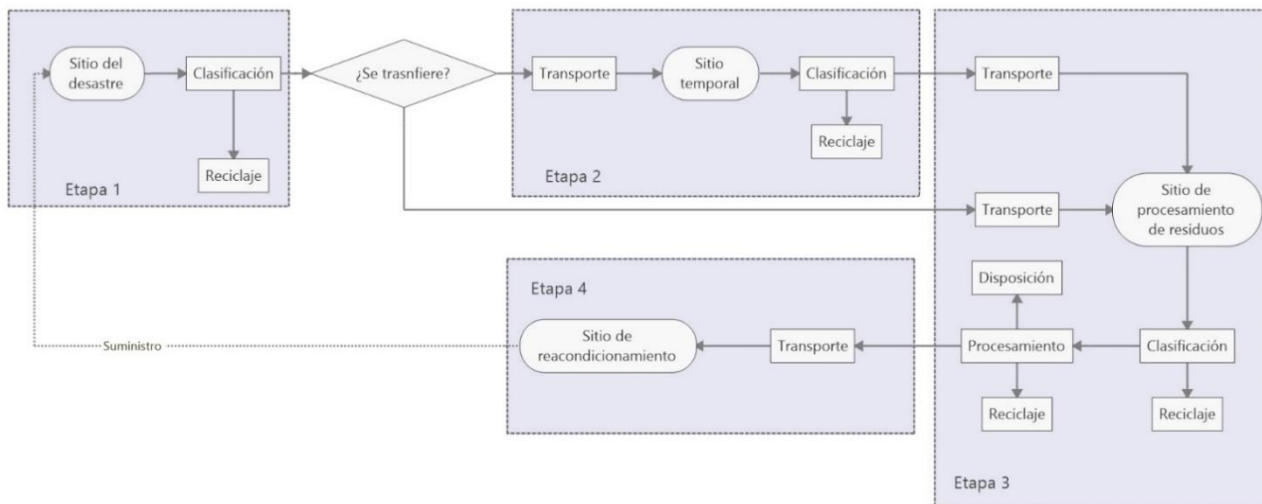 Sitio del
desastre
Clasificación
Reciclaje
Etapa 1
¿Se trasnfiere?
Transporte
Sitio
temporal
Clasificación
Reciclaje
Etapa 2
Transporte
Transporte
Sitio de
procesamiento
de residuos
Disposición
Procesamiento
Clasificación
Reciclaje
Reciclaje
Etapa 3
Etapa 4
Sitio de
reacondicionamiento
Transporte
Suministro